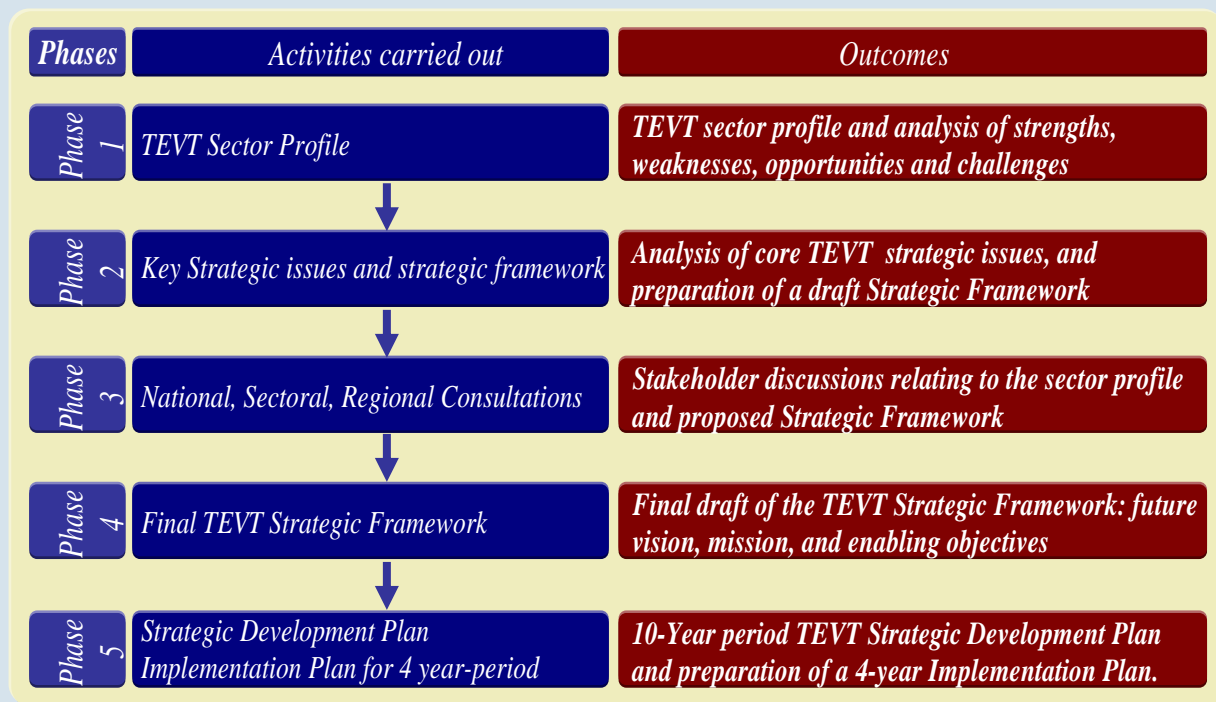 Phases
Activities carried out
Outcomes
Phase
1
TEVT Sector Profile
TEVT sector profile and analysis of strengths,
weaknesses, opportunities and challenges
Phase
2
Key Strategic issues and strategic framework
Analysis of core TEVT strategic issues, and
preparation of a draft Strategic Framework
Phase
3
National, Sectoral, Regional Consultations
Stakeholder discussions relating to the sector profile
and proposed Strategic Framework
Phase
4
Final TEVT Strategic Framework
Final draft of the TEVT Strategic Framework: future
vision, mission, and enabling objectives
Phase
5
Strategic Development Plan
Implementation Plan for 4 year-period
10-Year period TEVT Strategic Development Plan
and preparation of a 4-year Implementation Plan.